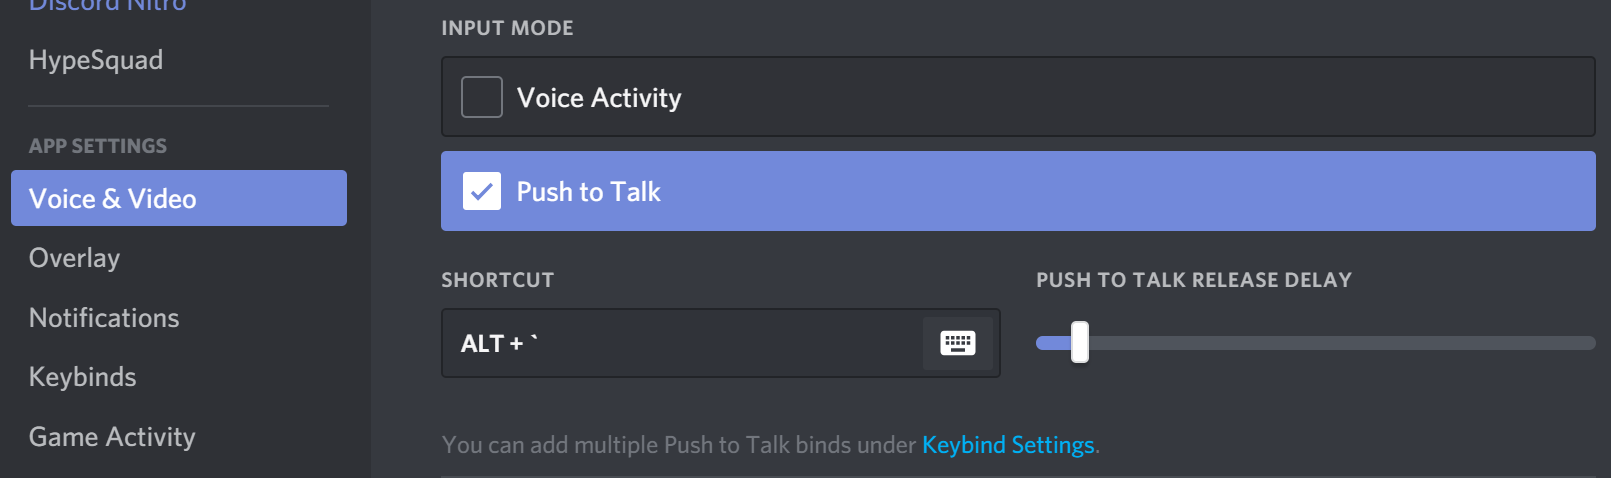 Discord Nitro
HypeSquad
APP SETTINGS
Voice & Video
Overlay
Notifications
Keybinds
Game Activity
INPUT MODE
Voice Activity
Push to Talk
SHORTCUT
ALT + `
PUSH TO TALK RELEASE DELAY
You can add multiple Push to Talk binds under Keybind Settings.